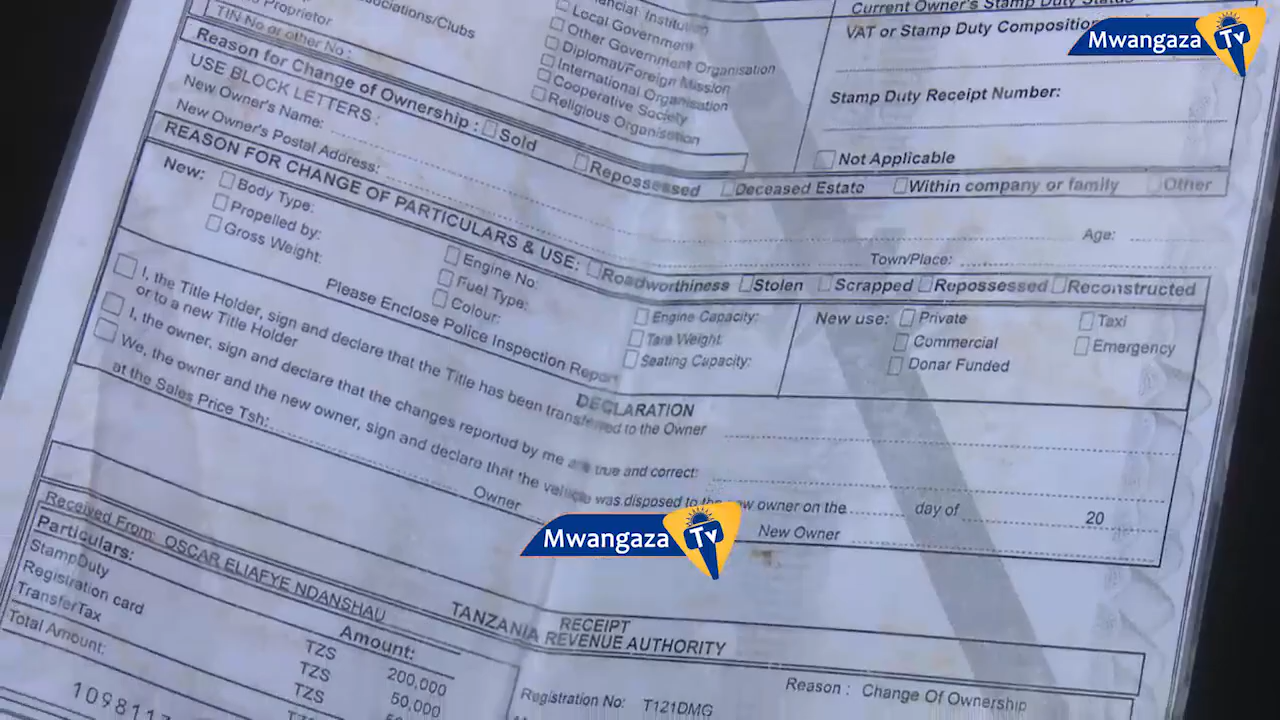 Associations/Clubs
Proprietor
TIN No or other No :
Local Government
Other Government Organisation
Diplomat/Foreign Mission
International Organisation
Cooperative Society
Religious Organisation
Current Owner's Stamp Duty Status
VAT or Stamp Duty Composition
Stamp Duty Receipt Number:
Not Applicable
Mwangaza Tv
Reason for Change of Ownership : Sold Repossessed Deceased Estate Within company or family Other
USE BLOCK LETTERS :
New Owner's Name: Age:
New Owner's Postal Address: Town/Place:
REASON FOR CHANGE OF PARTICULARS & USE: Roadworthiness Stolen Scrapped Repossessed Reconstructed
New: Body Type: Engine No: Engine Capacity: New use: Private Taxi
Propelled by: Fuel Type: Tare Weight Commercial Emergency
Gross Weight: Colour: Seating Capacity: Donar Funded
Please Enclose Police Inspection Report
DECLARATION
I, the Title Holder, sign and declare that the Title has been transferred to the Owner
or to a new Title Holder
I, the owner, sign and declare that the changes reportud by me are true and correct:
We, the owner and the new owner, sign and declare that the vehicle was disposed to the new owner on the day of 20
at the Sales Price Tsh: Owner New Owner
Mwangaza Tv
RECEIPT
TANZANIA REVENUE AUTHORITY
Received From: OSCAR ELIAFYE NDANSHAU
Reason : Change Of Ownership
Particulars: Amount:
StampDuty TZS 200,000
Registration card TZS 50,000
TransferTax TZS
Total Amount:
Registration No: T121DMG